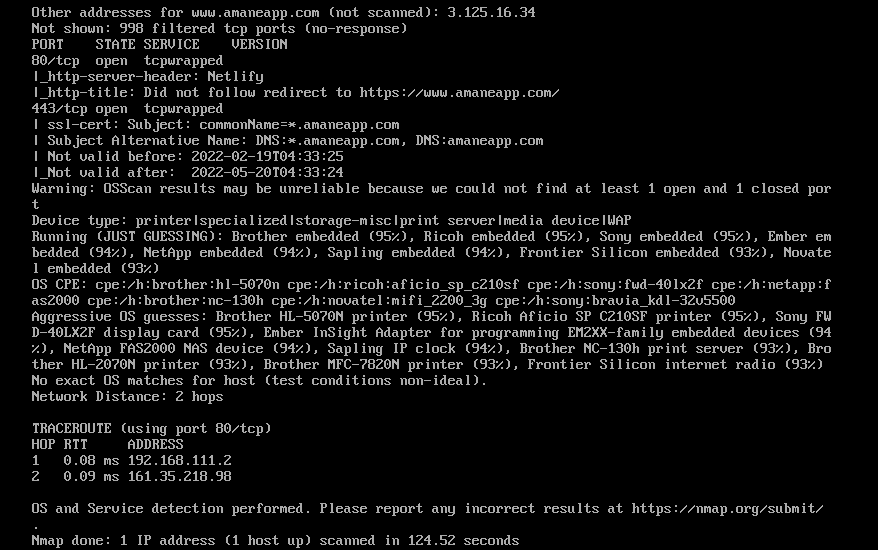 Other addresses for www.amaneapp.com (not scanned): 3.125.16.34
Not shown: 998 filtered tcp ports (no-response)
PORT    STATE SERVICE    VERSION
80/tcp  open  tcpwrapped
|_http-server-header: Netlify
|_http-title: Did not follow redirect to https://www.amaneapp.com/
443/tcp open  tcpwrapped
| ssl-cert: Subject: commonName=*.amaneapp.com
| Subject Alternative Name: DNS:*.amaneapp.com, DNS:amaneapp.com
| Not valid before: 2022-02-19T04:33:25
|_Not valid after:  2022-05-20T04:33:24
Warning: OSScan results may be unreliable because we could not find at least 1 open and 1 closed por
t
Device type: printer|specialized|storage-misc|print server|media device|WAP
Running (JUST GUESSING): Brother embedded (95%), Ricoh embedded (95%), Sony embedded (95%), Ember em
bedded (94%), NetApp embedded (94%), Sapling embedded (94%), Frontier Silicon embedded (93%), Novate
l embedded (93%)
OS CPE: cpe:/h:brother:hl-5070n cpe:/h:ricoh:aficio_sp_c210sf cpe:/h:sony:fwd-40lx2f cpe:/h:netapp:f
as2000 cpe:/h:brother:nc-130h cpe:/h:novatel:mifi_2200_3g cpe:/h:sony:bravia_kdl-32v5500
Aggressive OS guesses: Brother HL-5070N printer (95%), Ricoh Aficio SP C210SF printer (95%), Sony FW
D-40LX2F display card (95%), Ember InSight Adapter for programming EM2XX-family embedded devices (94
%), NetApp FAS2000 NAS device (94%), Sapling IP clock (94%), Brother NC-130h print server (93%), Bro
ther HL-2070N printer (93%), Brother MFC-7820N printer (93%), Frontier Silicon internet radio (93%)
No exact OS matches for host (test conditions non-ideal).
Network Distance: 2 hops

TRACEROUTE (using port 80/tcp)
HOP RTT     ADDRESS
1   0.08 ms 192.168.111.2
2   0.09 ms 161.35.218.98

OS and Service detection performed. Please report any incorrect results at https://nmap.org/submit/
.
Nmap done: 1 IP address (1 host up) scanned in 124.52 seconds